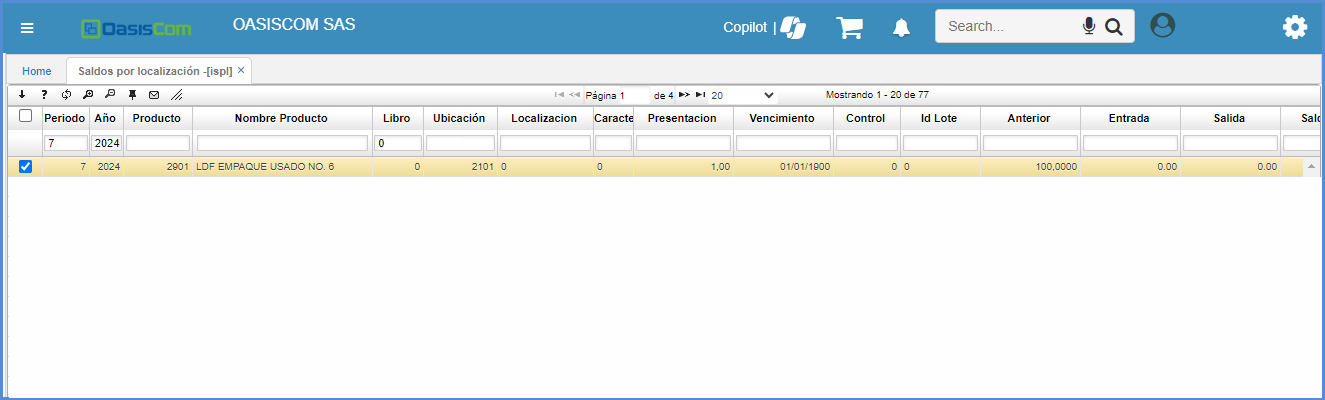 OasisCom
OASISCOM SAS
Copilot |
Search...
Home
Saldos por localización -[ispl] ×
?
Página 1 de 4 20 Mostrando 1 - 20 de 77
Periodo Año Producto Nombre Producto Libro Ubicación Localizacion Caracte Presentacion Vencimiento Control Id Lote Anterior Entrada Salida Salc
7 2024 0
7 2024 2901 LDF EMPAQUE USADO NO. 6 0 2101 0 0 1,00 01/01/1900 0 0 100,0000 0.00 0.00